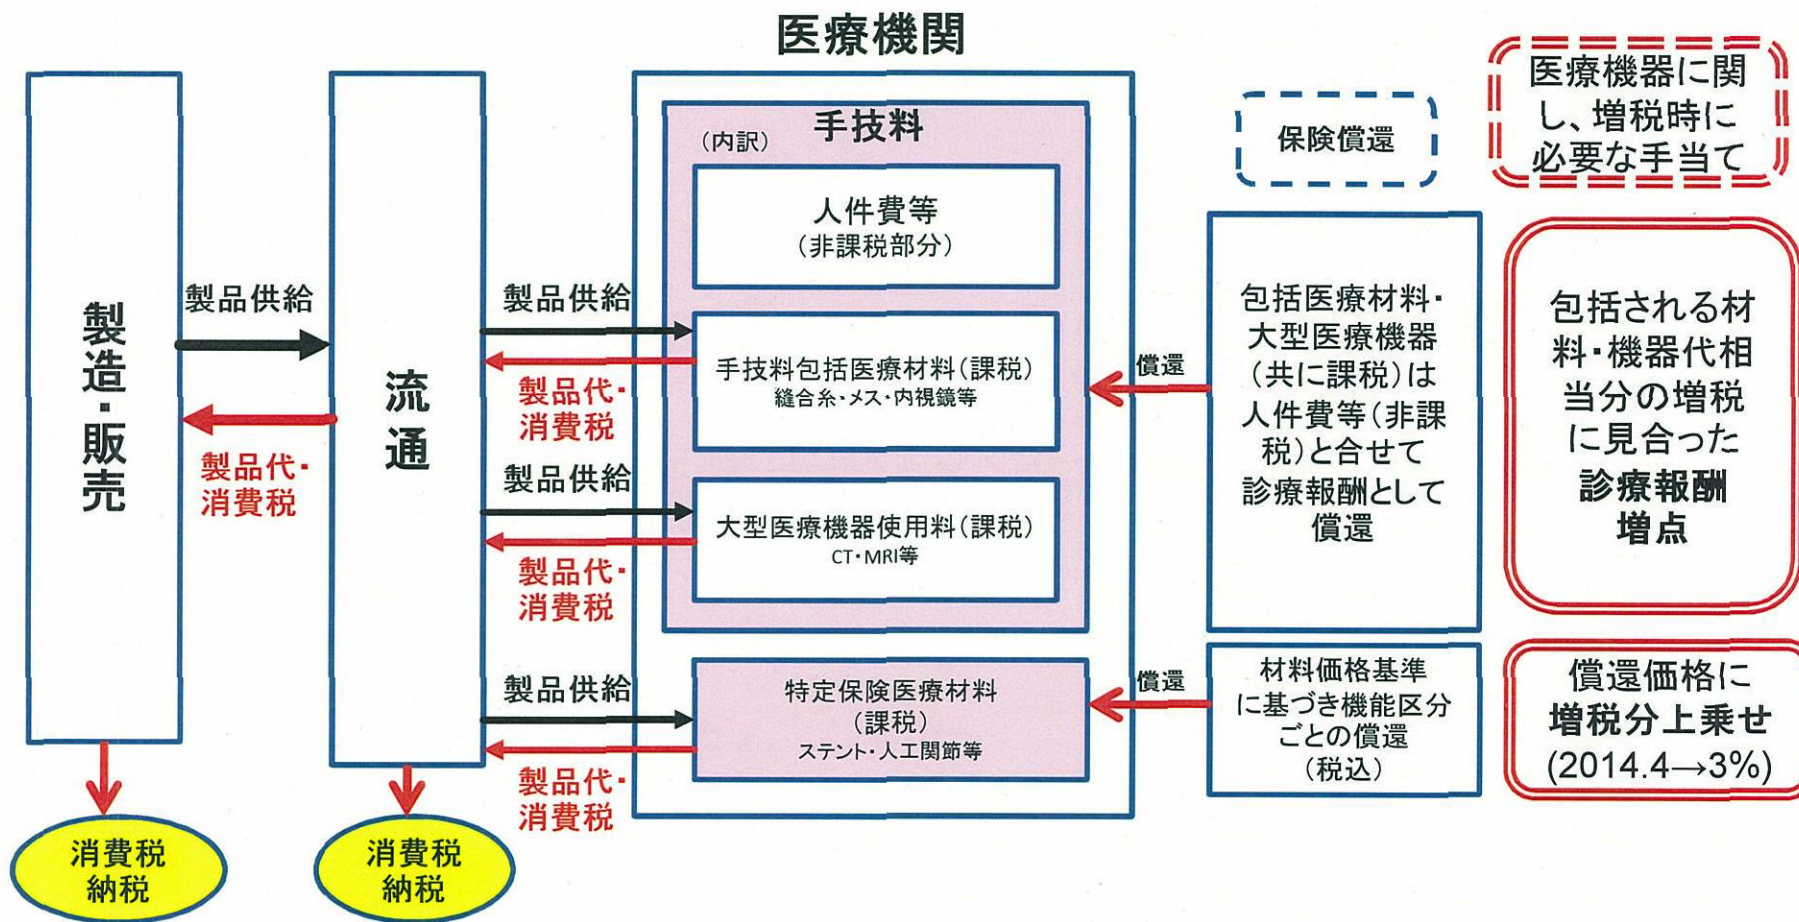 医療機関
製造・販売
製品供給
製品代・
消費税
消費税
納税
流通
消費税
納税
製品供給
製品代・
消費税
製品供給
製品代・
消費税
製品供給
製品代・
消費税
手技料
(内訳)
人件費等
(非課税部分)
手技料包括医療材料(課税)
縫合糸・メス・内視鏡等
大型医療機器使用料(課税)
CT・MRI等
特定保険医療材料
(課税)
ステント・人工関節等
償還
償還
保険償還
包括医療材料・
大型医療機器
(共に課税)は
人件費等(非課
税)と合せて
診療報酬として
償還
材料価格基準
に基づき機能区分
ごとの償還
(税込)
医療機器に関
し、増税時に
必要な手当て
包括される材
料・機器代相
当分の増税
に見合った
診療報酬
増点
償還価格に
増税分上乗せ
(2014.4→3%)